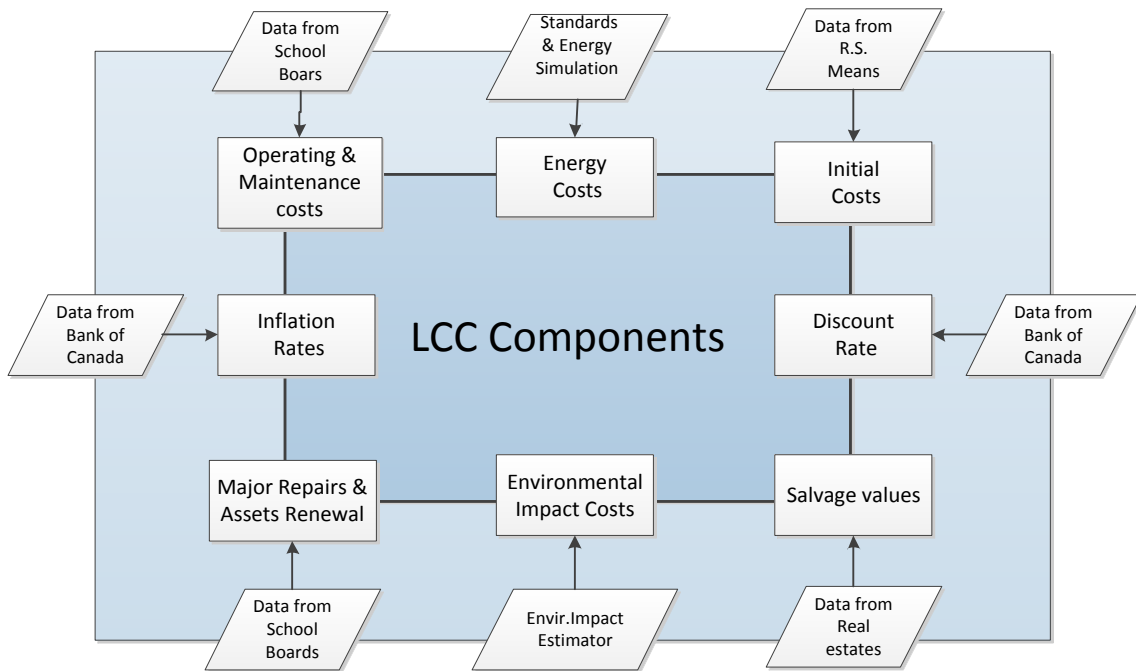 Data from
School
Boars
Standards
& Energy
Simulation
Data from
R.S.
Means
Operating &
Maintenance
costs
Energy
Costs
Initial
Costs
Data from
Bank of
Canada
Inflation
Rates
LCC Components
Discount
Rate
Data from
Bank of
Canada
Major Repairs &
Assets Renewal
Environmental
Impact Costs
Salvage values
Data from
School
Boards
Envir.Impact
Estimator
Data from
Real
estates